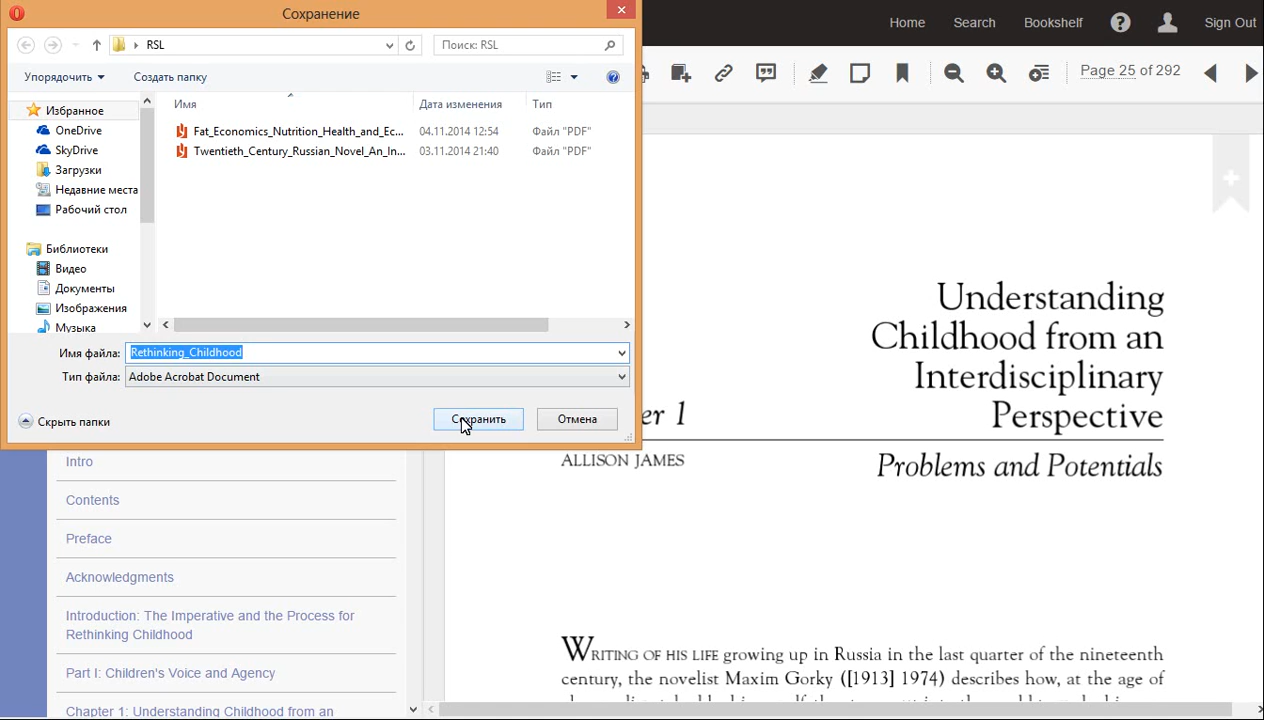 Сохранение
RSL
Поиск: RSL
Упорядочить
Создать папку
Избранное
OneDrive
SkyDrive
Загрузки
Недавние места
Рабочий стол
Библиотеки
Видео
Документы
Изображения
Музыка
Имя Дата изменения Тип
Fat_Economics_Nutrition_Health_and_Ec... 04.11.2014 12:54 Файл "PDF"
Twentieth_Century_Russian_Novel_An_In... 03.11.2014 21:40 Файл "PDF"
Имя файла: Rethinking_Childhood
Тип файла: Adobe Acrobat Document
Скрыть папки
Сохранить
Отмена
Home Search Bookshelf Sign Out
Page 25 of 292
Intro
Contents
Preface
Acknowledgments
Introduction: The Imperative and the Process for
Rethinking Childhood
Part I: Children's Voice and Agency
Chapter 1: Understanding Childhood from an
Understanding
Childhood from an
Interdisciplinary
Perspective
er 1
ALLISON JAMES
Problems and Potentials
WRITING OF HIS LIFE growing up in Russia in the last quarter of the nineteenth
century, the novelist Maxim Gorky ([1913] 1974) describes how, at the age of